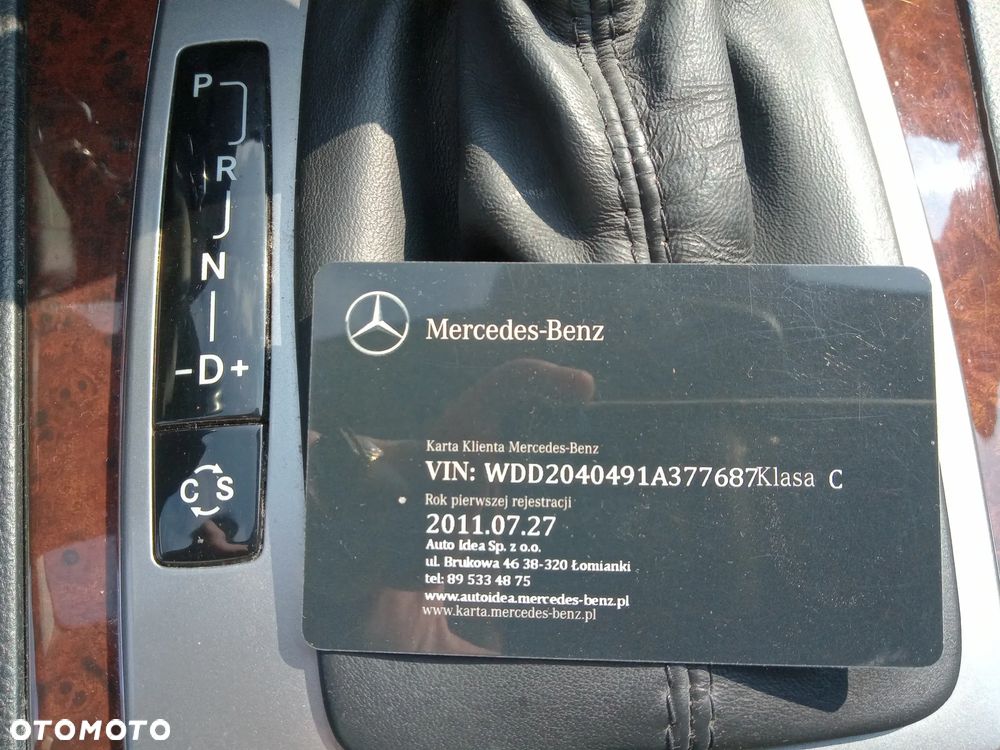 P
R
N
-D+
C S
Mercedes-Benz
Karta Klienta Mercedes-Benz
VIN: WDD2040491A377687Klasa C
Rok pierwszej rejestracji
2011.07.27
Auto Idea Sp. z o.o.
ul. Brukowa 46 38-320 Łomianki
tel: 89 533 48 75
www.autoidea.mercedes-benz.pl
www.karta.mercedes-benz.pl
OTOMOTO